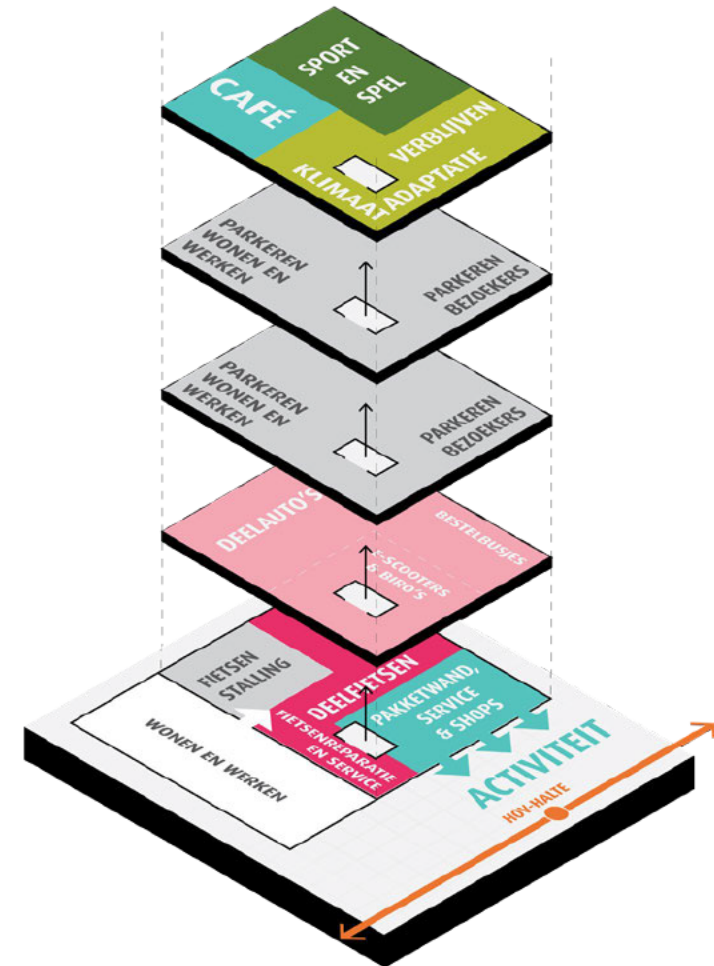 SPORT
EN
SPEL
CAFÉ
VERBLIJVEN
KLIMAATADAPTATIE
PARKEREN
WONEN EN
WERKEN
PARKEREN
BEZOEKERS
PARKEREN
WONEN EN
WERKEN
PARKEREN
BEZOEKERS
DEELAUTO'S
BESTELBUSJES
E-SCOOTERS
& BIRO'S
FIETSEN
STALLING
DEELFIETSEN
PAKKETWAND,
SERVICE
& SHOPS
FIETSENREPARATIE
EN SERVICE
WONEN EN WERKEN
ACTIVITEIT
HOV-HALTE